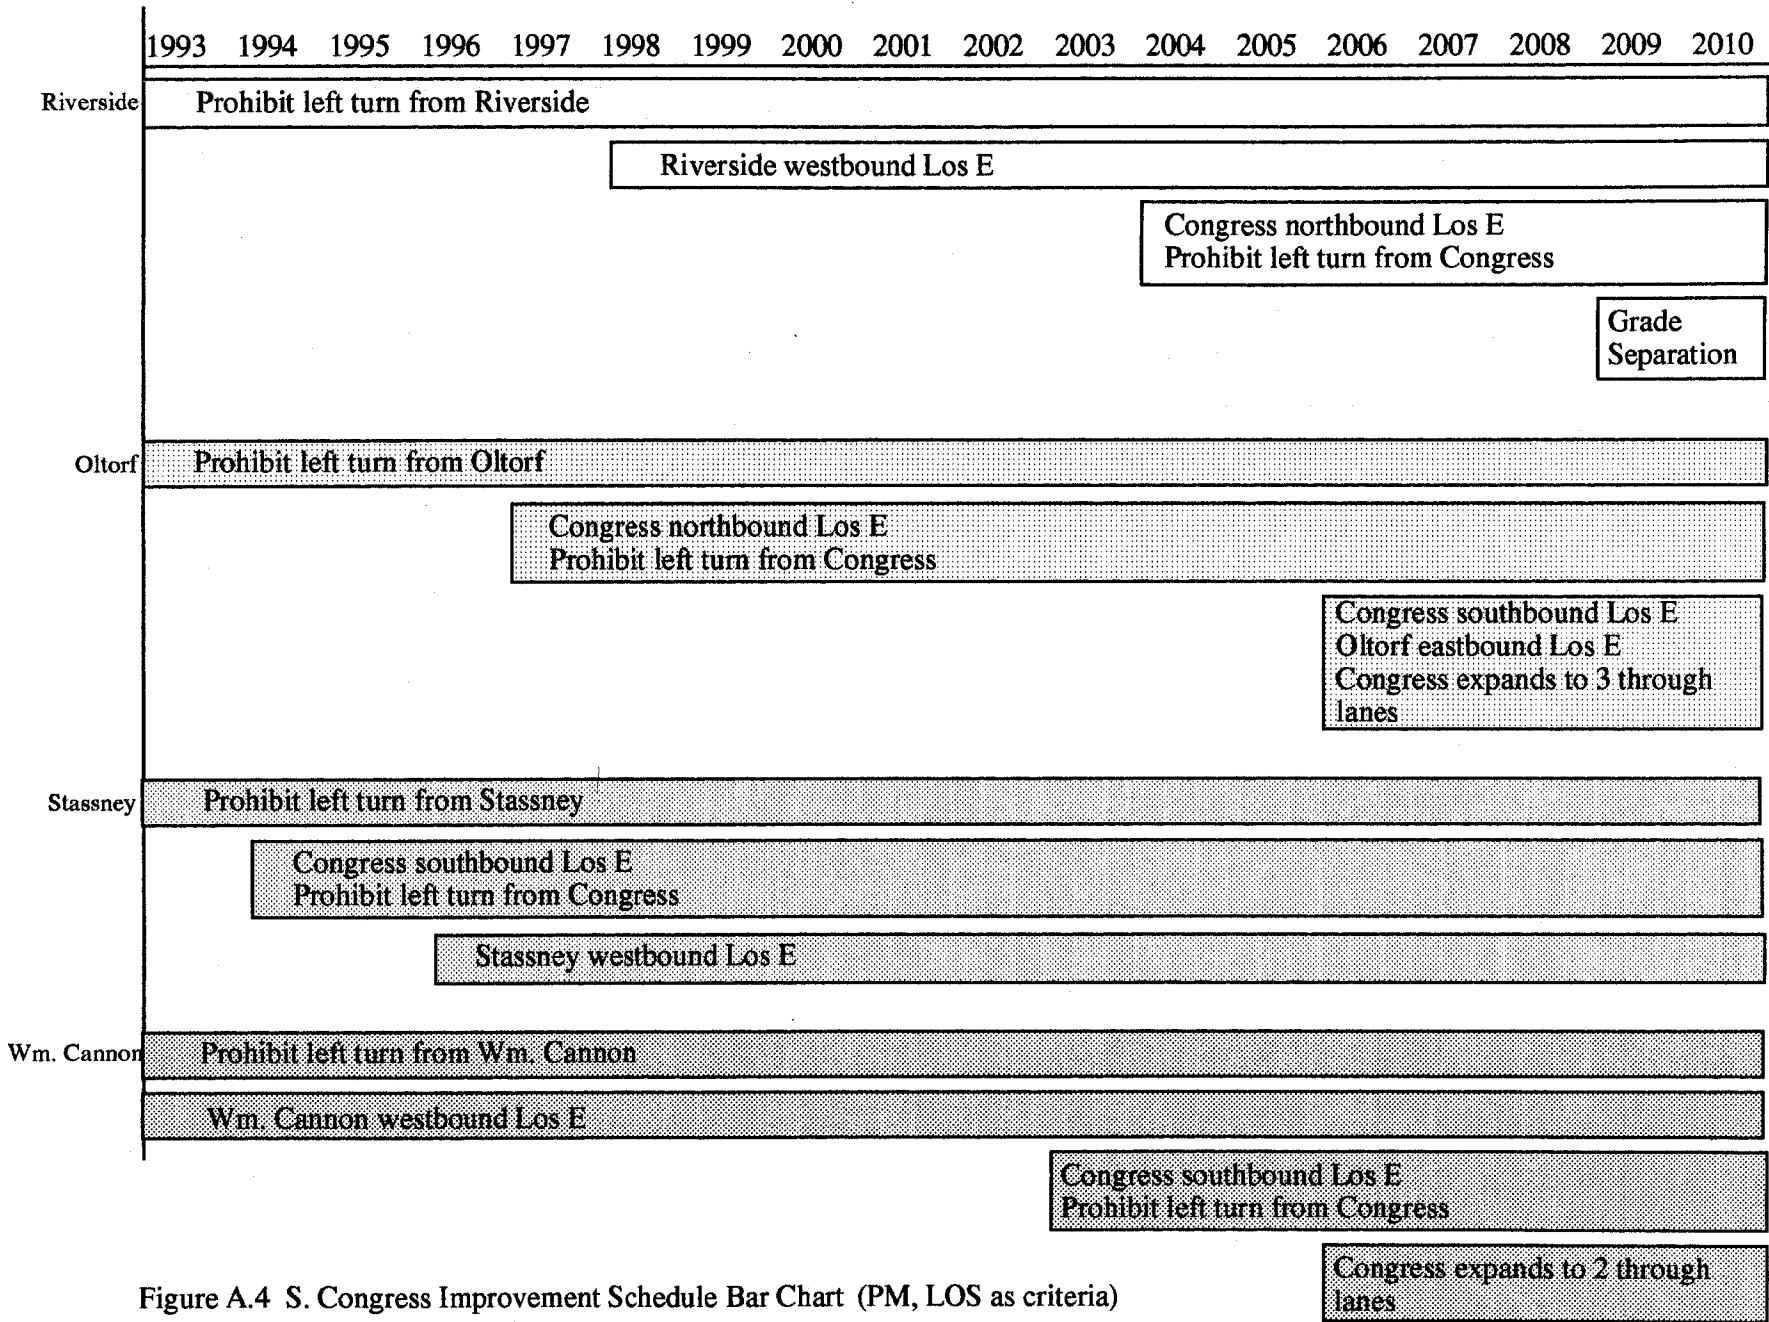 1993 1994 1995 1996 1997 1998 1999 2000 2001 2002 2003 2004 2005 2006 2007 2008 2009 2010
Riverside
Prohibit left turn from Riverside
Riverside westbound Los E
Congress northbound Los E
Prohibit left turn from Congress
Grade
Separation
Oltorf
Prohibit left turn from Oltorf
Congress northbound Los E
Prohibit left turn from Congress
Congress southbound Los E
Oltorf eastbound Los E
Congress expands to 3 through
lanes
Stassney
Prohibit left turn from Stassney
Congress southbound Los E
Prohibit left turn from Congress
Stassney westbound Los E
Wm. Cannon
Prohibit left turn from Wm. Cannon
Wm. Cannon westbound Los E
Congress southbound Los E
Prohibit left turn from Congress
Congress expands to 2 through
lanes
Figure A.4 S. Congress Improvement Schedule Bar Chart (PM, LOS as criteria)